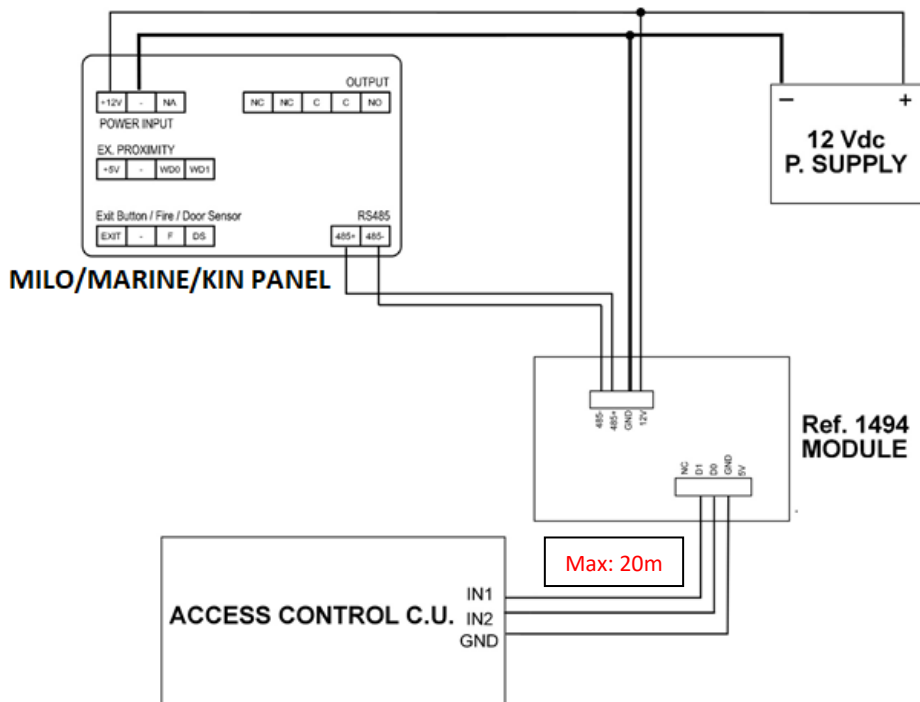 OUTPUT
+12V - NA
NC NC C C NO
POWER INPUT
EX. PROXIMITY
+5V - WD0 WD1
Exit Button / Fire / Door Sensor
RS485
EXIT - F DS
485+ 485-
MILO/MARINE/KIN PANEL
- +
12 Vdc
P. SUPPLY
485-
485+
GND
12V
Ref. 1494
MODULE
NC
D1
D0
GND
5V
Max: 20m
ACCESS CONTROL C.U.
IN1
IN2
GND